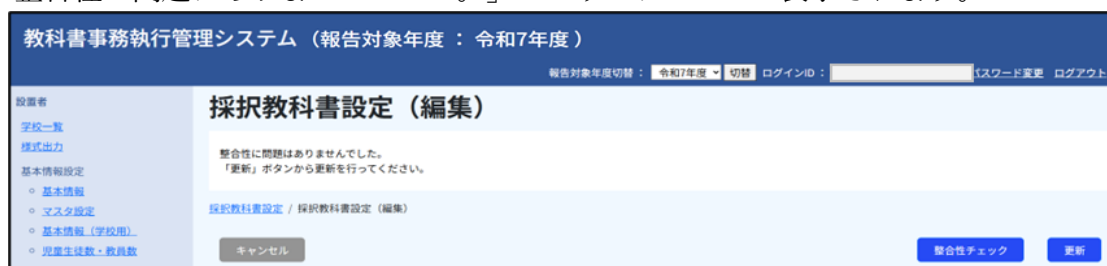 教科書事務執行管理システム（報告対象年度 ： 令和7年度 ）
報告対象年度切替： 令和7年度 切替 ログインID： パスワード変更 ログアウト
設置者
学校一覧
様式出力
基本情報設定
基本情報
マスタ設定
基本情報（学校用）
児童生徒数・教員数
採択教科書設定（編集）
整合性に問題はありませんでした。
「更新」ボタンから更新を行ってください。
採択教科書設定 / 採択教科書設定（編集）
キャンセル 整合性チェック 更新